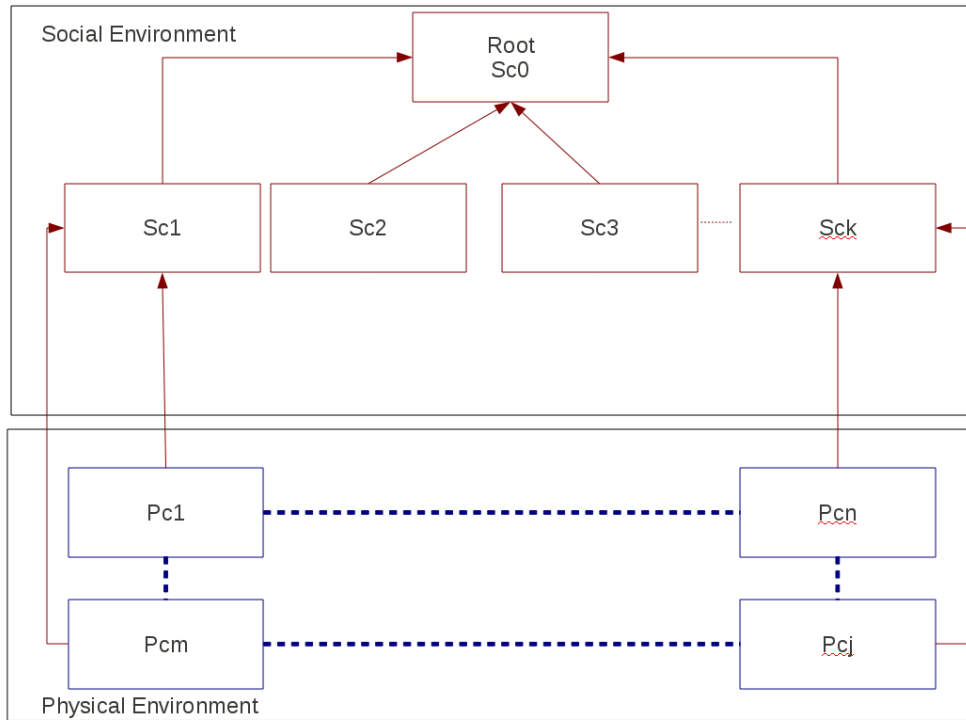 Social Environment
Root
Sc0
Sc1
Sc2
Sc3
Sck
Pc1
Pcn
Pcm
Pcj
Physical Environment